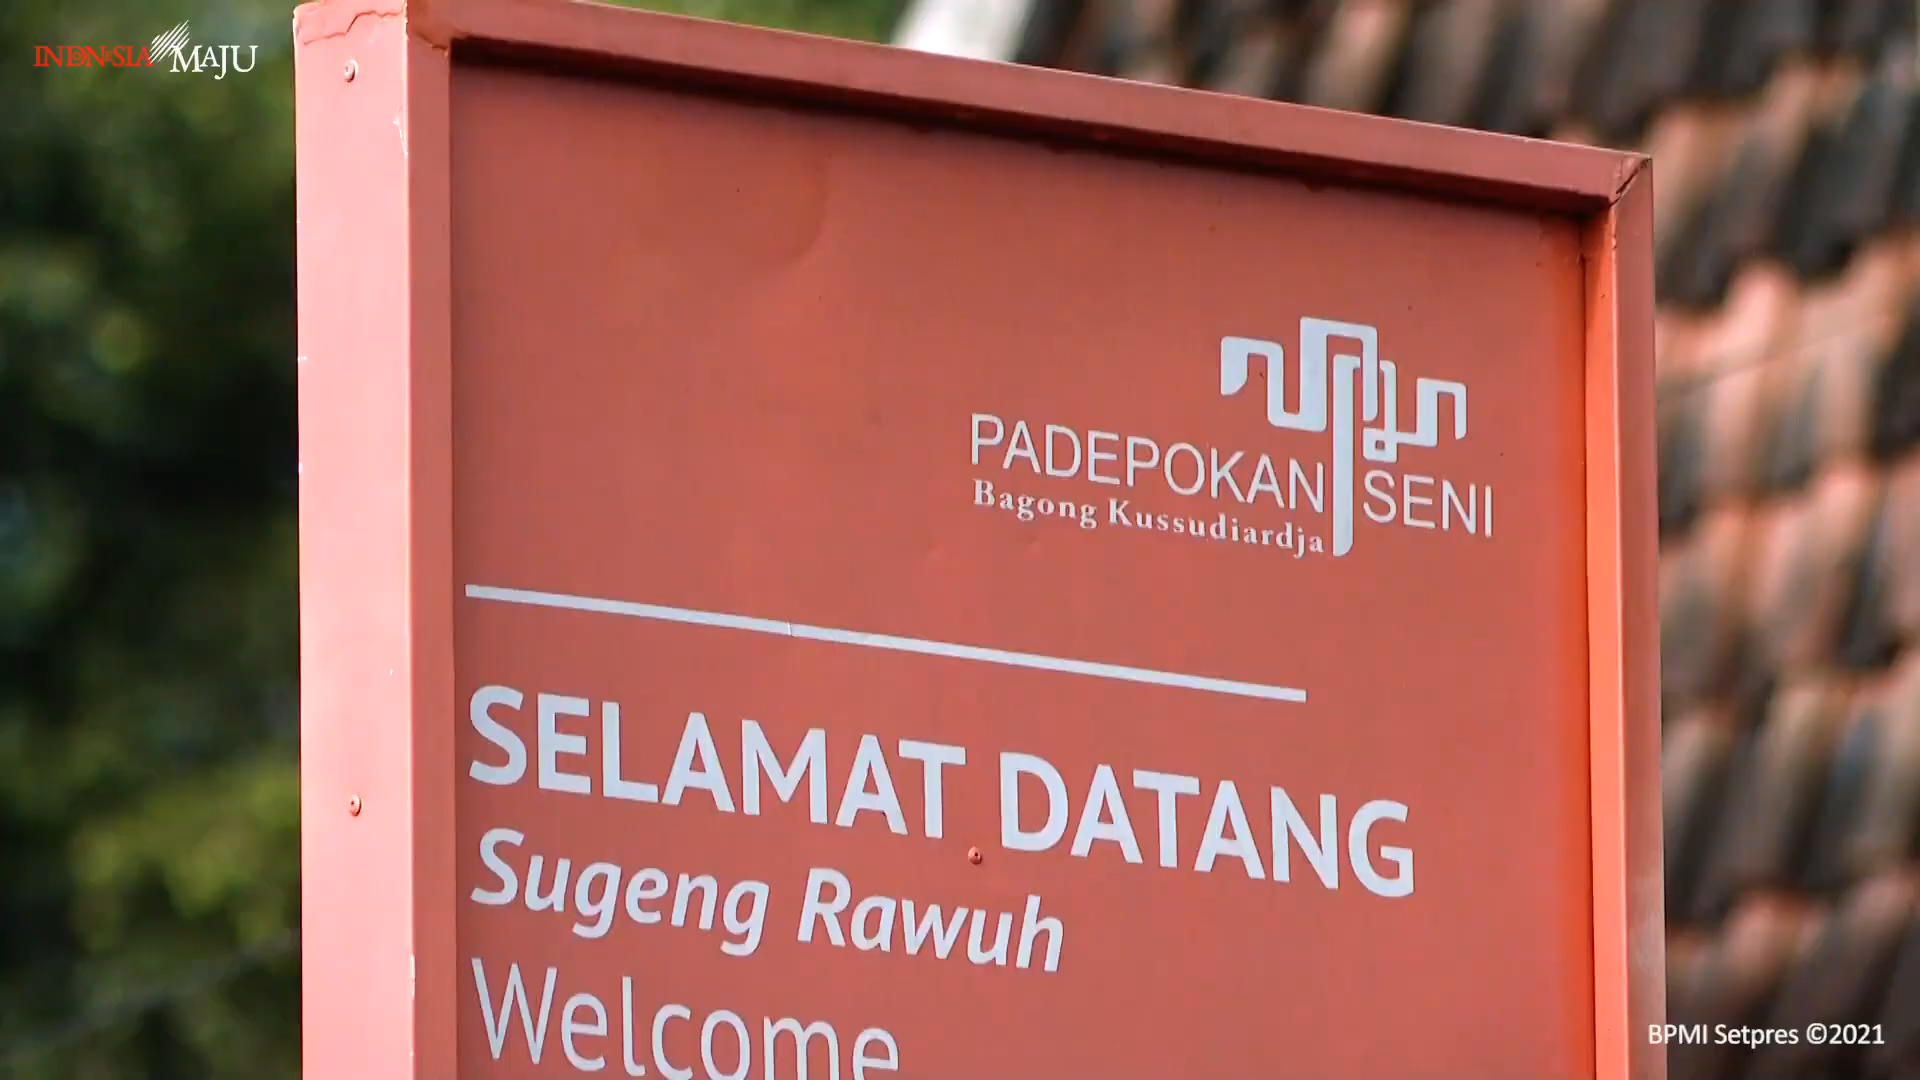 INDONESIA MAJU
PADEPOKAN SENI
Bagong Kussudiardja
SELAMAT DATANG
Sugeng Rawuh
Welcome
BPMI Setpres ©2021